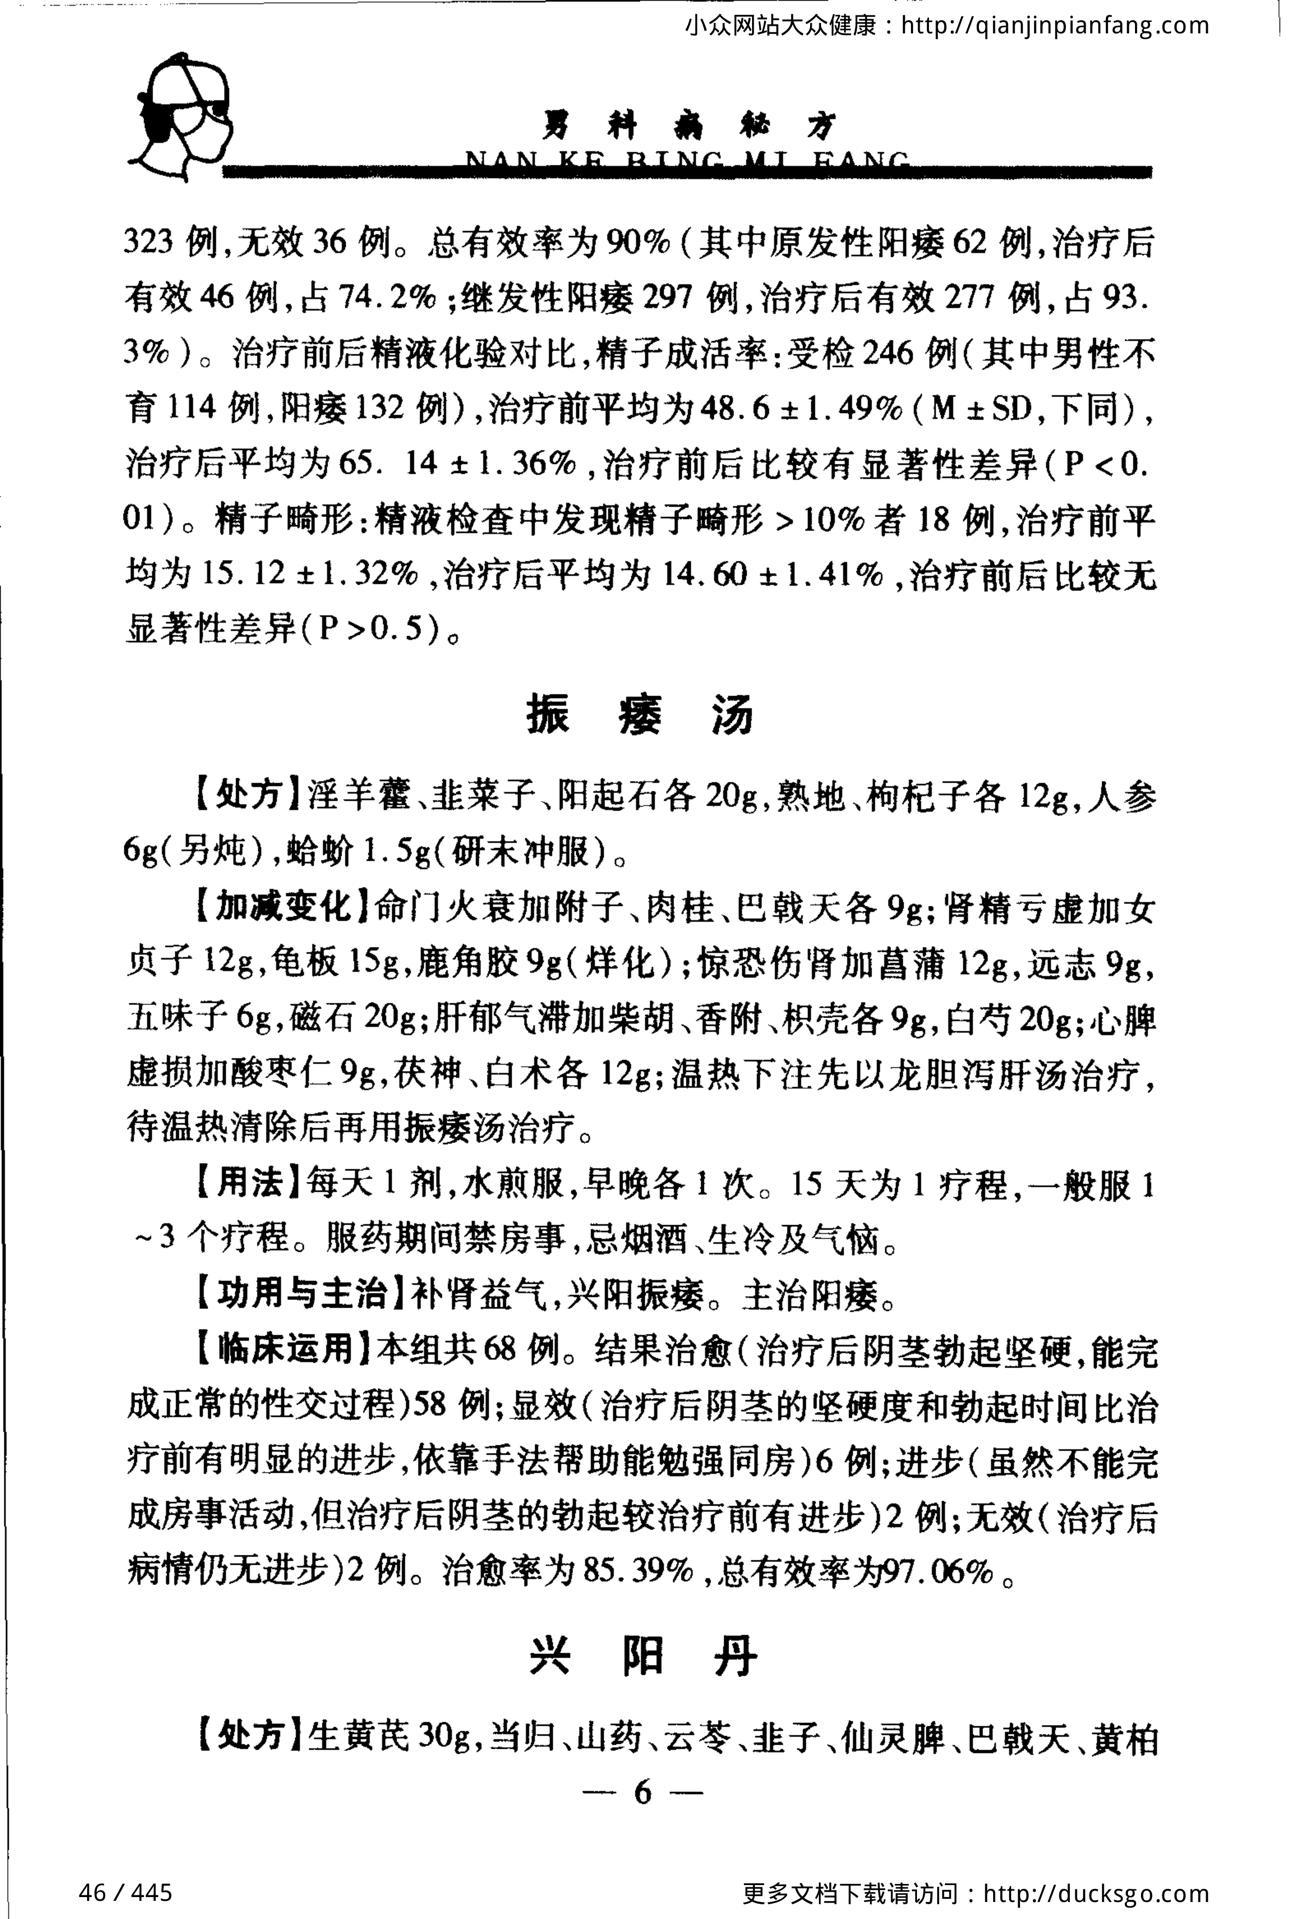 小众网站大众健康：http://qianjinpianfang.com
男科病秘方
NAN KE BING MI FANG
323 例,无效 36 例。总有效率为 90%(其中原发性阳痿 62 例,治疗后
有效 46 例,占 74.2%;继发性阳痿 297 例,治疗后有效 277 例,占 93.
3%)。治疗前后精液化验对比,精子成活率:受检 246 例(其中男性不
育 114 例,阳痿 132 例),治疗前平均为 48.6 ±1.49%(M ±SD,下同),
治疗后平均为 65. 14 ±1.36%,治疗前后比较有显著性差异(P <0.
01)。精子畸形:精液检查中发现精子畸形 >10% 者 18 例,治疗前平
均为 15.12 ±1.32%,治疗后平均为 14.60 ±1.41%,治疗前后比较无
显著性差异(P >0.5)。
振 痿 汤
【处方】淫羊藿、韭菜子、阳起石各 20g,熟地、枸杞子各 12g,人参
6g(另炖),蛤蚧 1.5g(研末冲服)。
【加减变化】命门火衰加附子、肉桂、巴戟天各 9g;肾精亏虚加女
贞子 12g,龟板 15g,鹿角胶 9g(烊化);惊恐伤肾加菖蒲 12g,远志 9g,
五味子 6g,磁石 20g;肝郁气滞加柴胡、香附、枳壳各 9g,白芍 20g;心脾
虚损加酸枣仁 9g,茯神、白术各 12g;温热下注先以龙胆泻肝汤治疗,
待温热清除后再用振痿汤治疗。
【用法】每天 1 剂,水煎服,早晚各 1 次。15 天为 1 疗程,一般服 1
~3 个疗程。服药期间禁房事,忌烟酒、生冷及气恼。
【功用与主治】补肾益气,兴阳振痿。主治阳痿。
【临床运用】本组共 68 例。结果治愈(治疗后阴茎勃起坚硬,能完
成正常的性交过程)58 例;显效(治疗后阴茎的坚硬度和勃起时间比治
疗前有明显的进步,依靠手法帮助能勉强同房)6 例;进步(虽然不能完
成房事活动,但治疗后阴茎的勃起较治疗前有进步)2 例;无效(治疗后
病情仍无进步)2 例。治愈率为 85.39%,总有效率为97.06%。
兴 阳 丹
【处方】生黄芪 30g,当归、山药、云苓、韭子、仙灵脾、巴戟天、黄柏
— 6 —
46 / 445
更多文档下载请访问：http://ducksgo.com